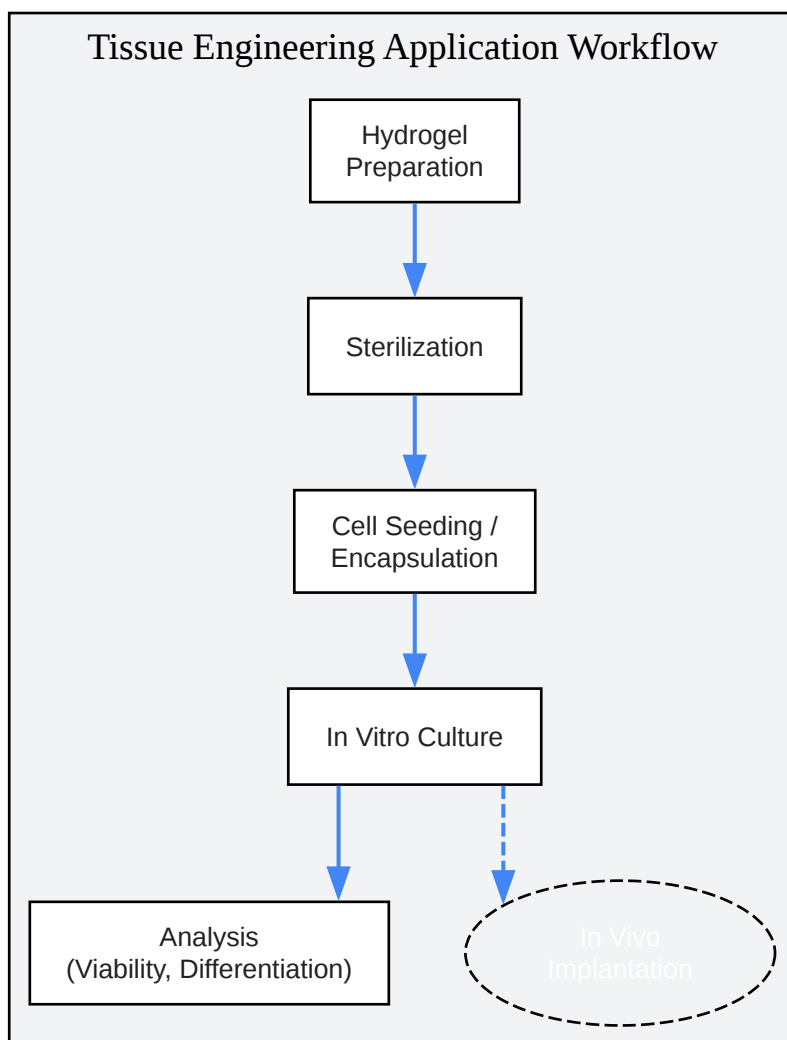 Tissue Engineering Application Workflow
Hydrogel
Preparation
Sterilization
Cell Seeding /
Encapsulation
In Vitro Culture
Analysis
(Viability, Differentiation)
In Vivo
Implantation